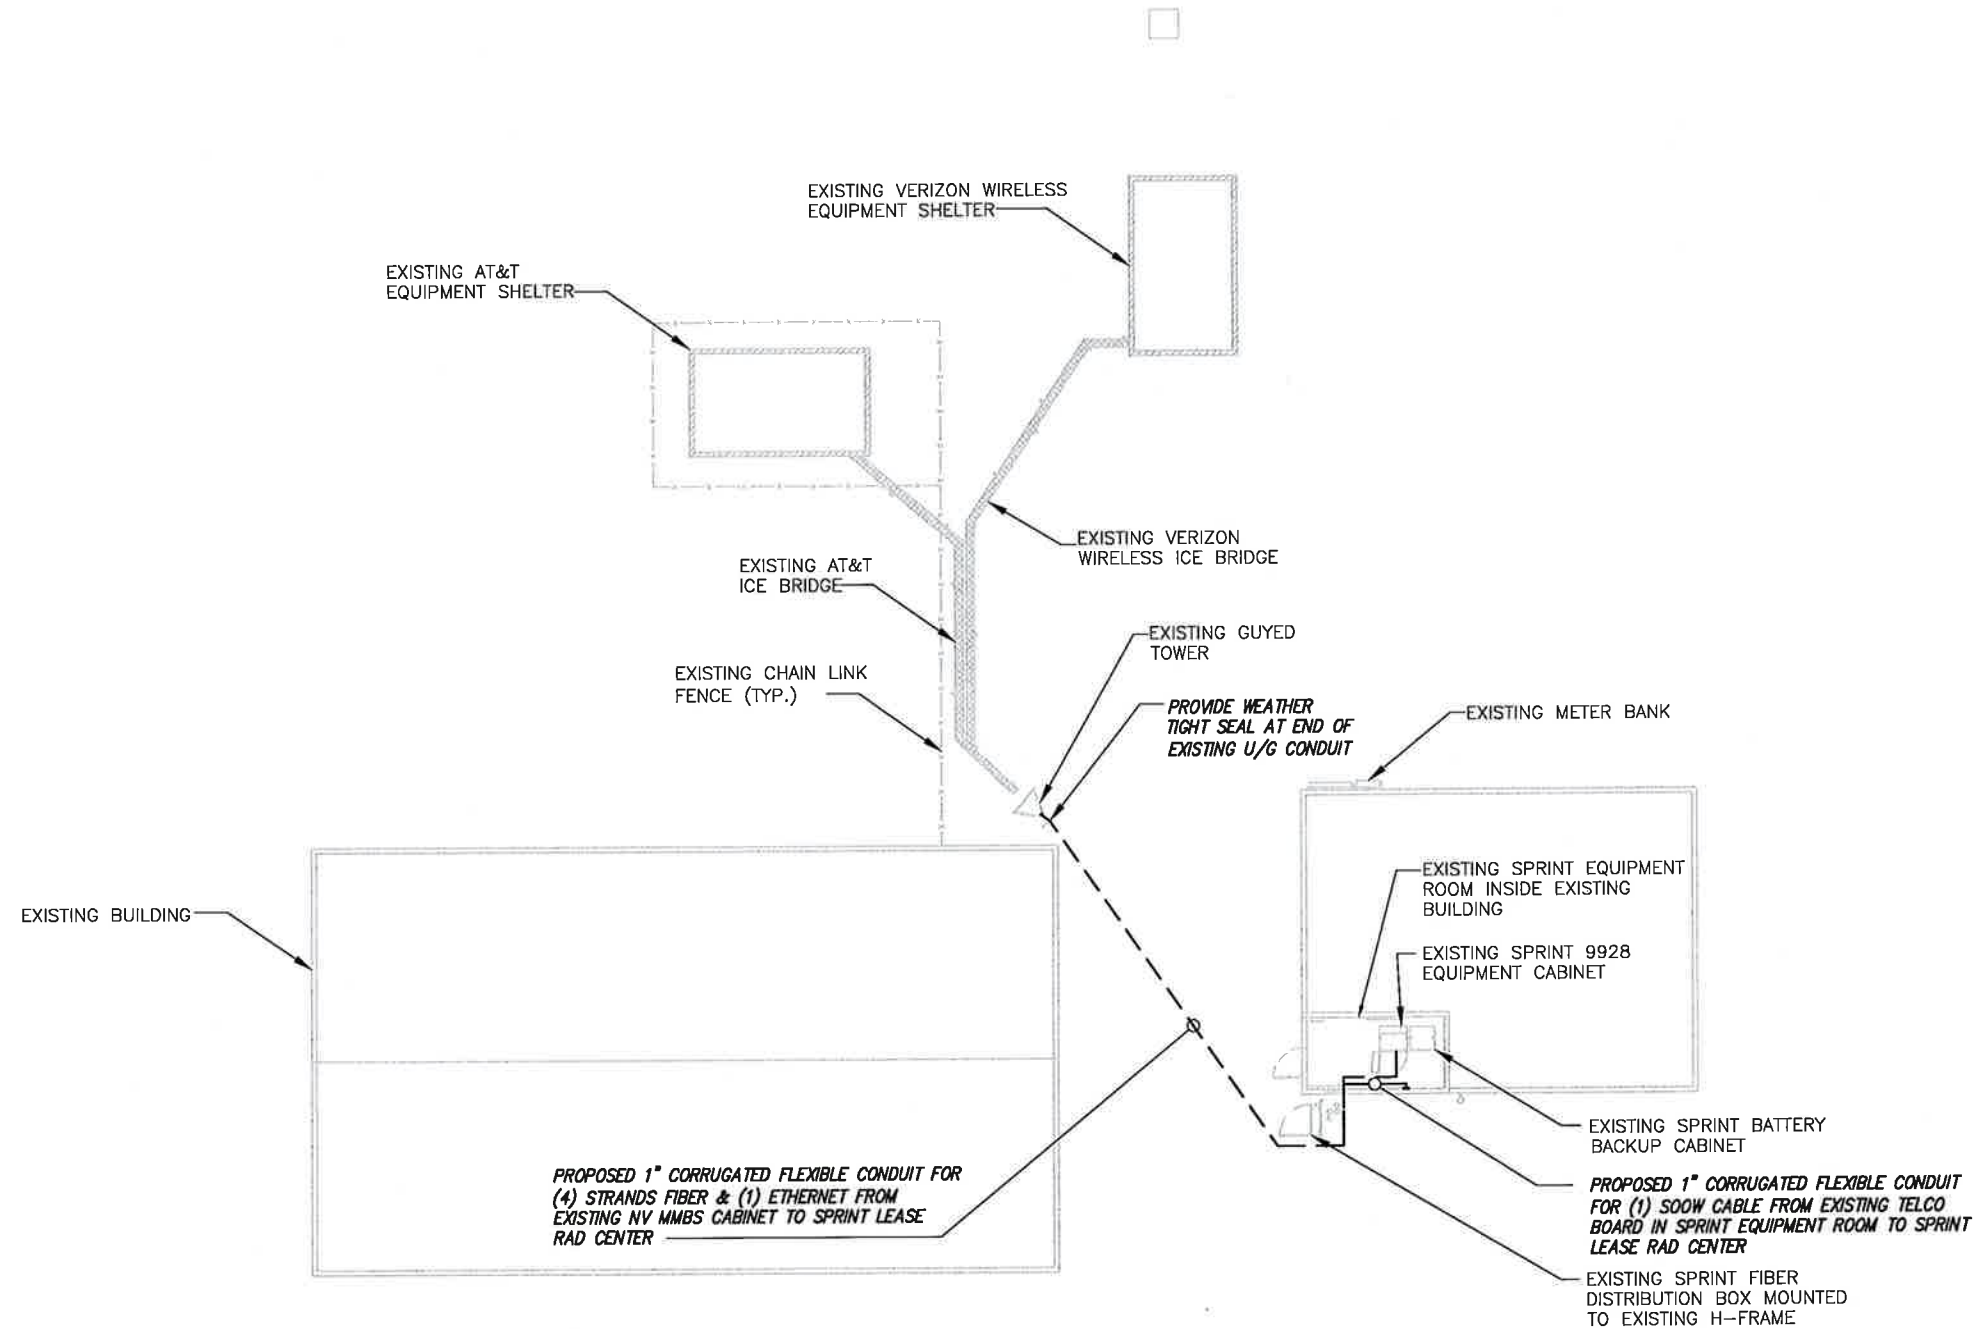 EXISTING VERIZON WIRELESS
EQUIPMENT SHELTER
EXISTING AT&T
EQUIPMENT SHELTER
EXISTING VERIZON
WIRELESS ICE BRIDGE
EXISTING AT&T
ICE BRIDGE
EXISTING GUYED
TOWER
EXISTING CHAIN LINK
FENCE (TYP.)
PROVIDE WEATHER
TIGHT SEAL AT END OF
EXISTING U/G CONDUIT
EXISTING METER BANK
EXISTING SPRINT EQUIPMENT
ROOM INSIDE EXISTING
BUILDING
EXISTING BUILDING
EXISTING SPRINT 9928
EQUIPMENT CABINET
EXISTING SPRINT BATTERY
BACKUP CABINET
PROPOSED 1" CORRUGATED FLEXIBLE CONDUIT FOR
(4) STRANDS FIBER & (1) ETHERNET FROM
EXISTING NV MMBS CABINET TO SPRINT LEASE
RAD CENTER
PROPOSED 1" CORRUGATED FLEXIBLE CONDUIT
FOR (1) SOOW CABLE FROM EXISTING TELCO
BOARD IN SPRINT EQUIPMENT ROOM TO SPRINT
LEASE RAD CENTER
EXISTING SPRINT FIBER
DISTRIBUTION BOX MOUNTED
TO EXISTING H-FRAME